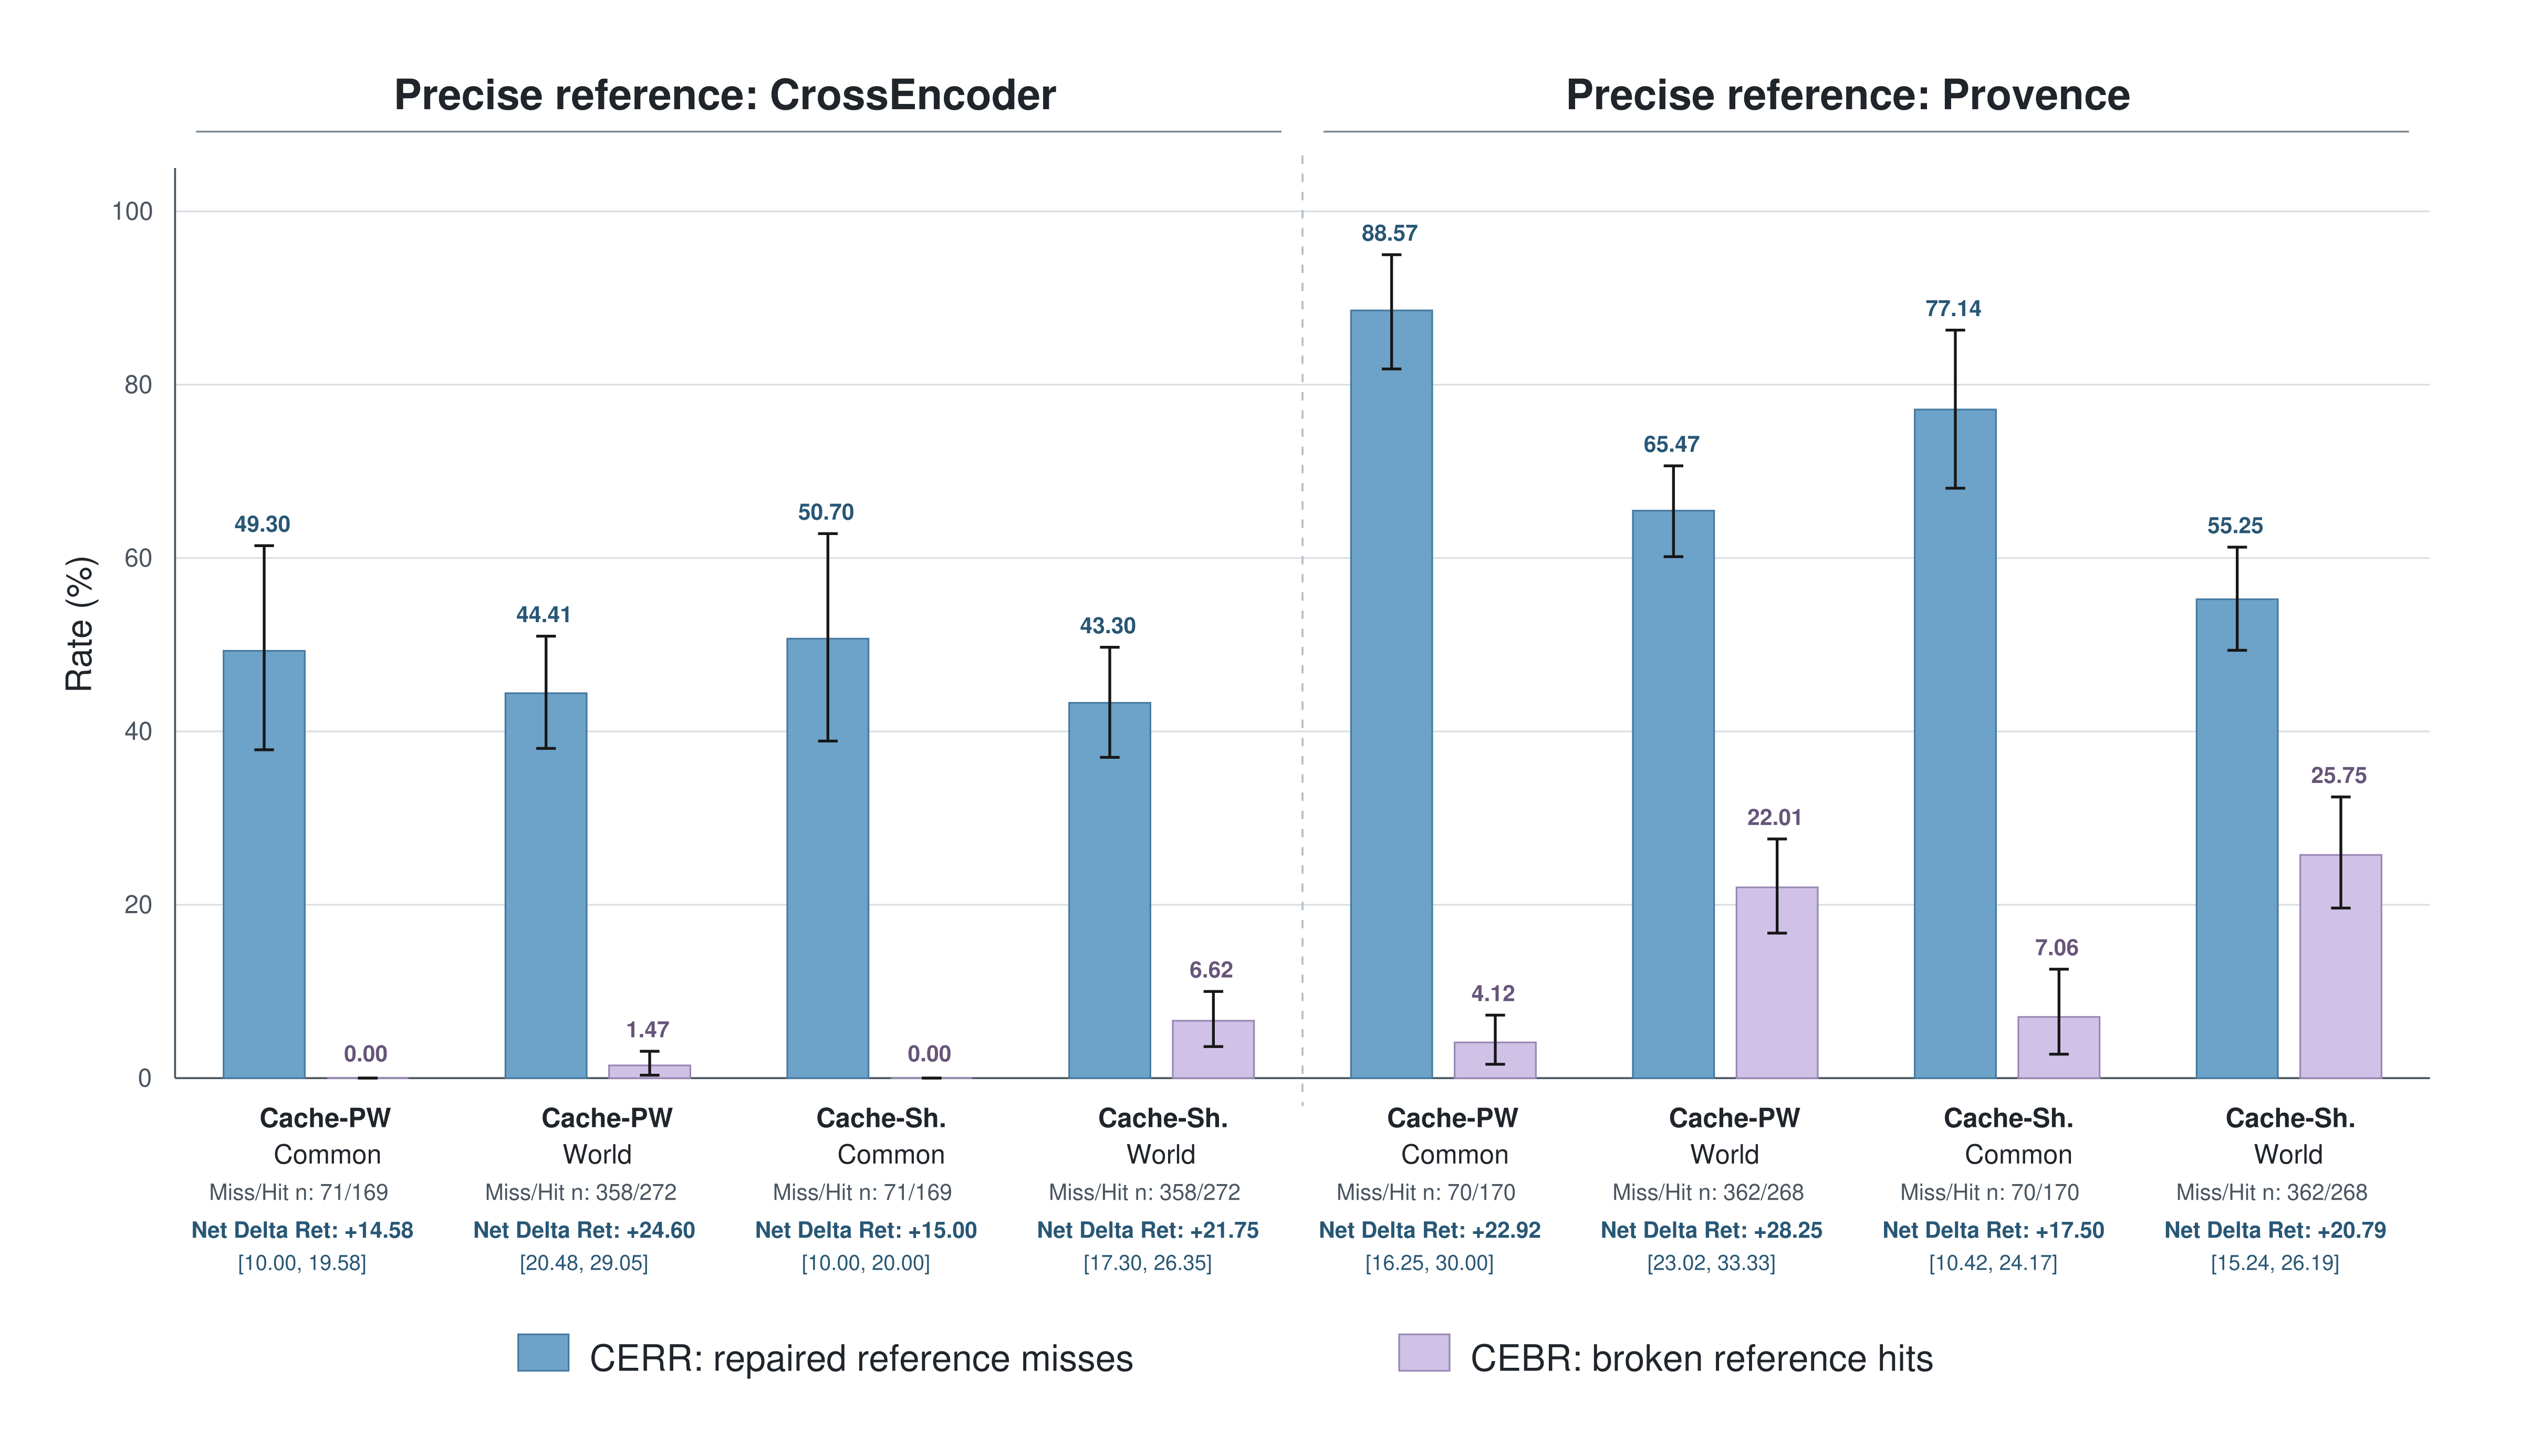 Precise reference: CrossEncoder
Precise reference: Provence
Rate (%)
100
80
60
40
20
0
49.30
0.00
44.41
1.47
50.70
0.00
43.30
6.62
88.57
4.12
65.47
22.01
77.14
7.06
55.25
25.75
Cache-PW
Common
Miss/Hit n: 71/169
Net Delta Ret: +14.58
[10.00, 19.58]
Cache-PW
World
Miss/Hit n: 358/272
Net Delta Ret: +24.60
[20.48, 29.05]
Cache-Sh.
Common
Miss/Hit n: 71/169
Net Delta Ret: +15.00
[10.00, 20.00]
Cache-Sh.
World
Miss/Hit n: 358/272
Net Delta Ret: +21.75
[17.30, 26.35]
Cache-PW
Common
Miss/Hit n: 70/170
Net Delta Ret: +22.92
[16.25, 30.00]
Cache-PW
World
Miss/Hit n: 362/268
Net Delta Ret: +28.25
[23.02, 33.33]
Cache-Sh.
Common
Miss/Hit n: 70/170
Net Delta Ret: +17.50
[10.42, 24.17]
Cache-Sh.
World
Miss/Hit n: 362/268
Net Delta Ret: +20.79
[15.24, 26.19]
CERR: repaired reference misses
CEBR: broken reference hits